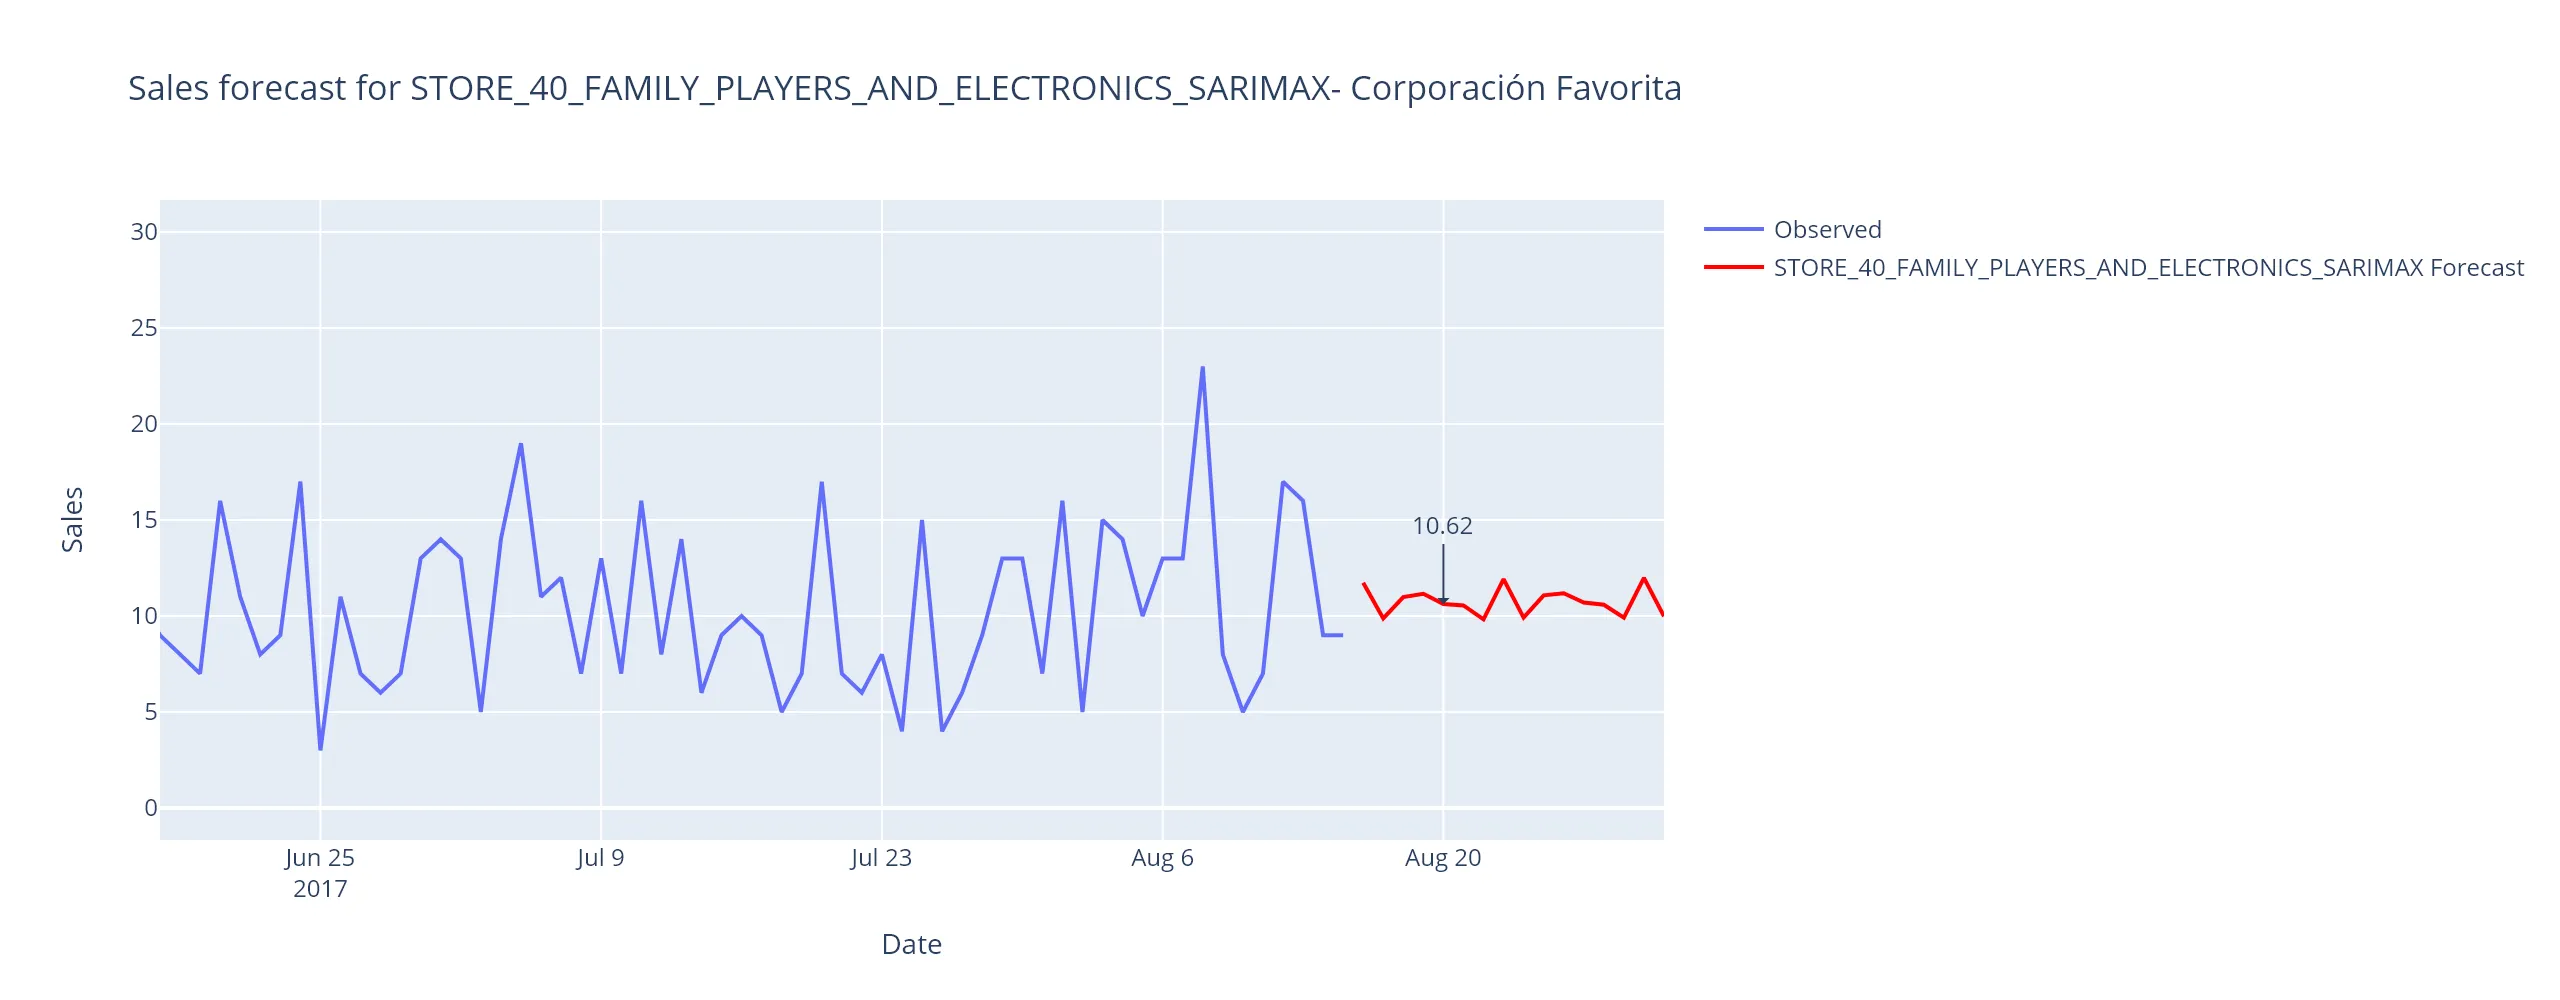 Sales forecast for STORE_40_FAMILY_PLAYERS_AND_ELECTRONICS_SARIMAX- Corporación Favorita
Observed
STORE_40_FAMILY_PLAYERS_AND_ELECTRONICS_SARIMAX Forecast
30
25
20
15
10
5
0
Sales
10.62
Jun 25
2017
Jul 9
Jul 23
Aug 6
Aug 20
Date